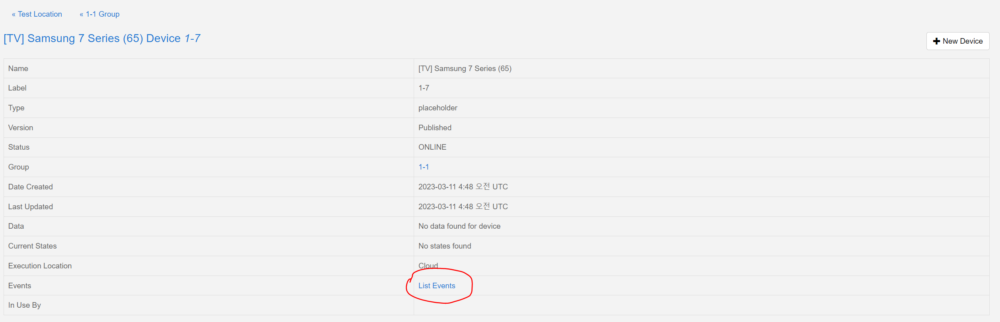 « Test Location « 1-1 Group
[TV] Samsung 7 Series (65) Device 1-7
New Device
Name [TV] Samsung 7 Series (65)
Label 1-7
Type placeholder
Version Published
Status ONLINE
Group 1-1
Date Created 2023-03-11 4:48 오전 UTC
Last Updated 2023-03-11 4:48 오전 UTC
Data No data found for device
Current States No states found
Execution Location Cloud
Events List Events
In Use By